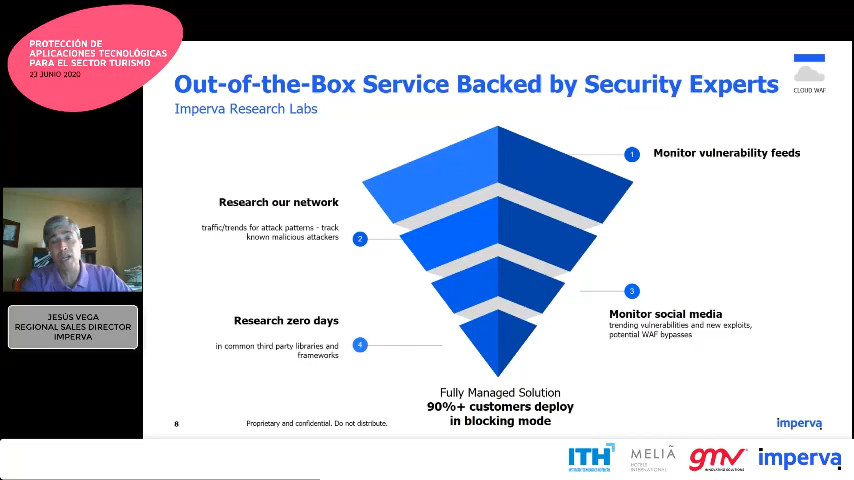 PROTECCIÓN DE
APLICACIONES TECNOLÓGICAS
PARA EL SECTOR TURISMO
23 JUNIO 2020
Out-of-the-Box Service Backed by Security Experts
Imperva Research Labs
CLOUD WAF
1
Monitor vulnerability feeds
Research our network
traffic/trends for attack patterns - track
known malicious attackers
2
3
Monitor social media
trending vulnerabilities and new exploits,
potential WAF bypasses
Research zero days
in common third party libraries and
frameworks
4
JESÚS VEGA
REGIONAL SALES DIRECTOR
IMPERVA
Fully Managed Solution
90%+ customers deploy
in blocking mode
8
Proprietary and confidential. Do not distribute.
imperva
ITH
MELIÃ
HOTELS
INTERNATIONAL
gmv
INNOVATING SOLUTIONS
imperva